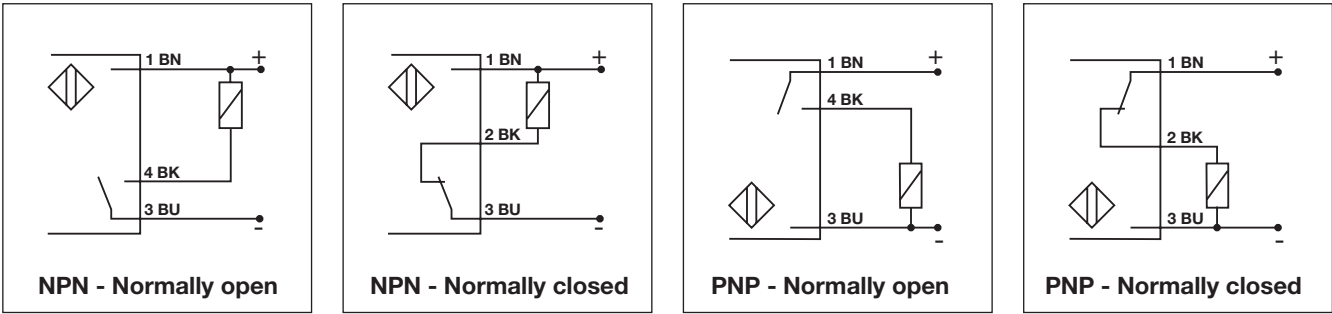 1 BN
+
4 BK
3 BU
-
NPN - Normally open
1 BN
+
2 BK
3 BU
-
NPN - Normally closed
1 BN
+
4 BK
3 BU
-
PNP - Normally open
1 BN
+
2 BK
3 BU
-
PNP - Normally closed